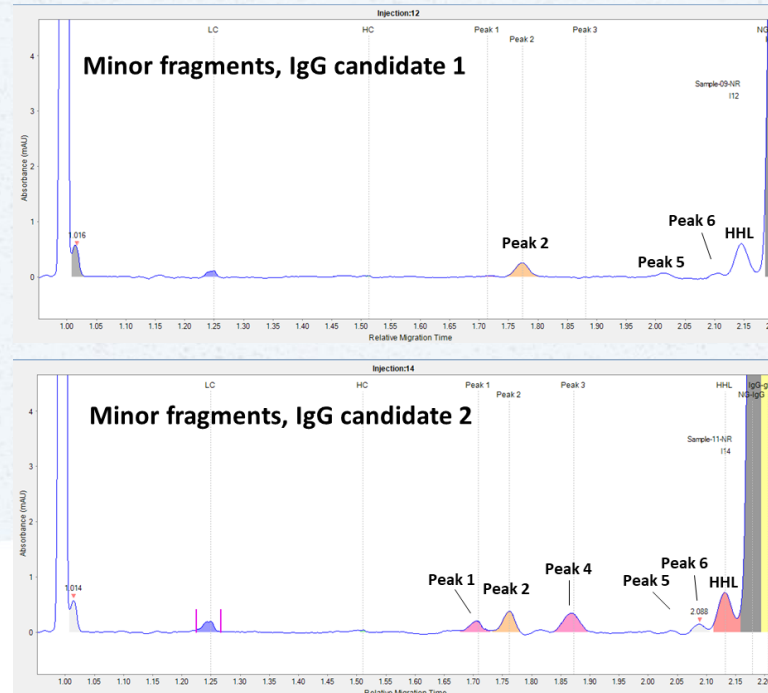 Injection:12
LC HC Peak 1 Peak 2 Peak 3 NG
Minor fragments, IgG candidate 1
Sample-09-NR
I12
Absorbance (mAU)
4
3
2
1
0
1.016
Peak 2
Peak 5
Peak 6
HHL
1.00 1.05 1.10 1.15 1.20 1.25 1.30 1.35 1.40 1.45 1.50 1.55 1.60 1.65 1.70 1.75 1.80 1.85 1.90 1.95 2.00 2.05 2.10 2.15 2
Relative Migration Time
Injection:14
LC HC Peak 1 Peak 2 Peak 3 HHL IgG-g
NG-IgG
Minor fragments, IgG candidate 2
Sample-11-NR
I14
Absorbance (mAU)
4
3
2
1
0
1.014
Peak 1
Peak 2
Peak 4
Peak 5
Peak 6
2.088
HHL
1.00 1.05 1.10 1.15 1.20 1.25 1.30 1.35 1.40 1.45 1.50 1.55 1.60 1.65 1.70 1.75 1.80 1.85 1.90 1.95 2.00 2.05 2.10 2.15 2.2
Relative Migration Time